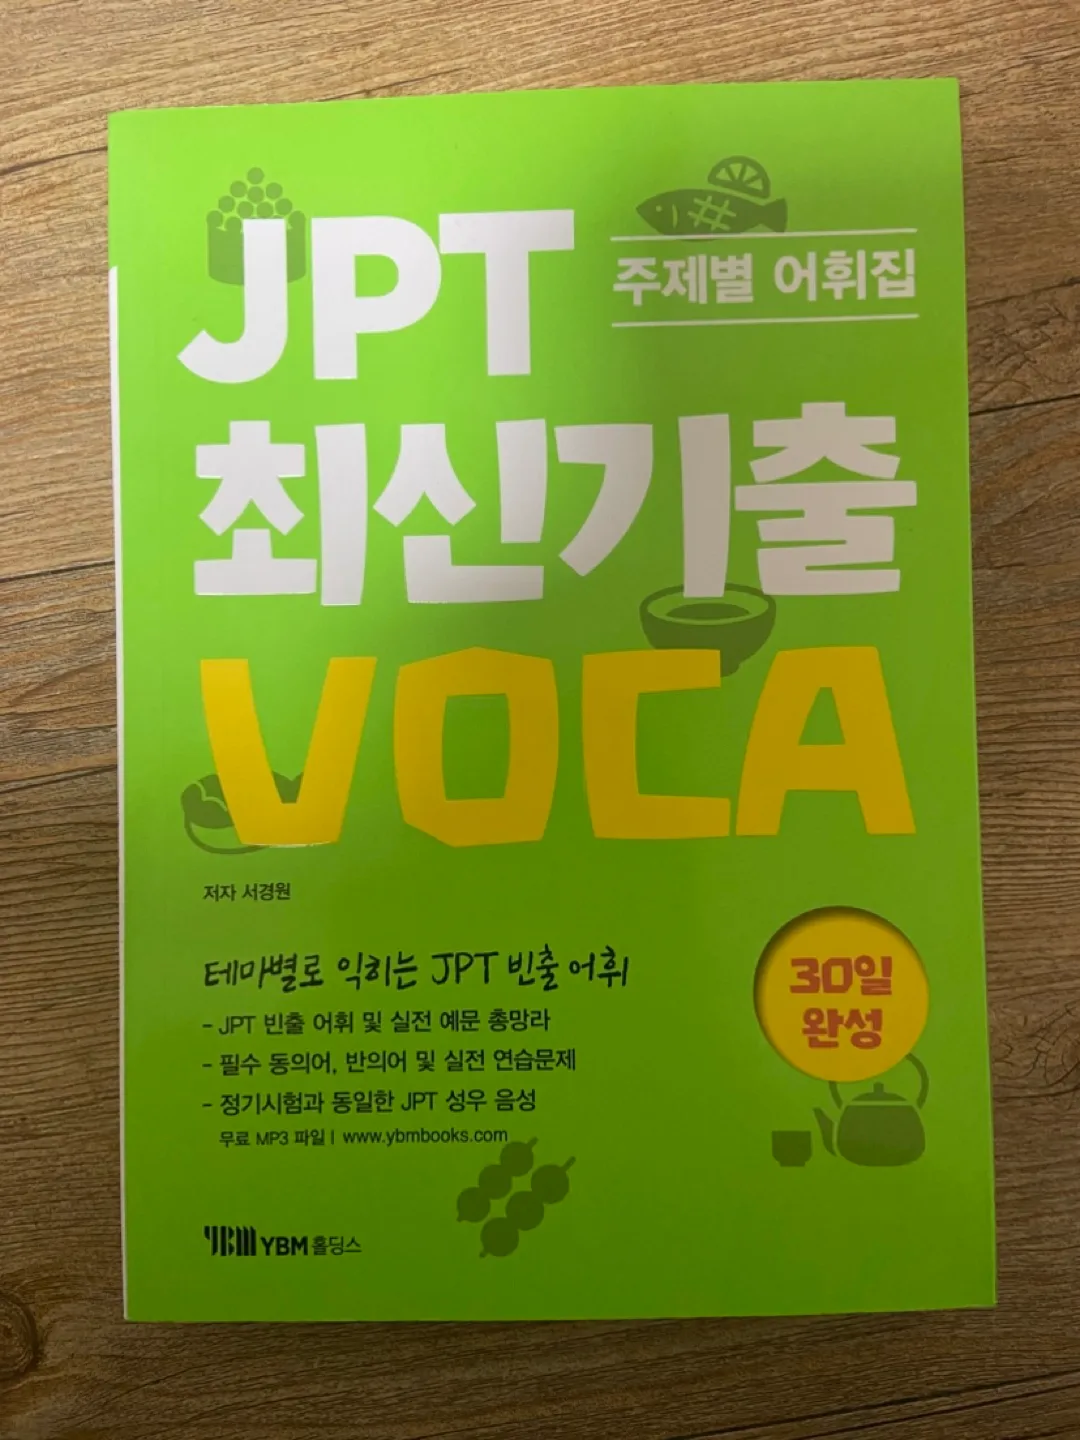 JPT
주제별 어휘집
최신기출
VOCA
저자 서경원
테마별로 익히는 JPT 빈출 어휘
- JPT 빈출 어휘 및 실전 예문 총망라
- 필수 동의어, 반의어 및 실전 연습문제
- 정기시험과 동일한 JPT 성우 음성
무료 MP3 파일 | www.ybmbooks.com
30일
완성
YBM YBM 홀딩스